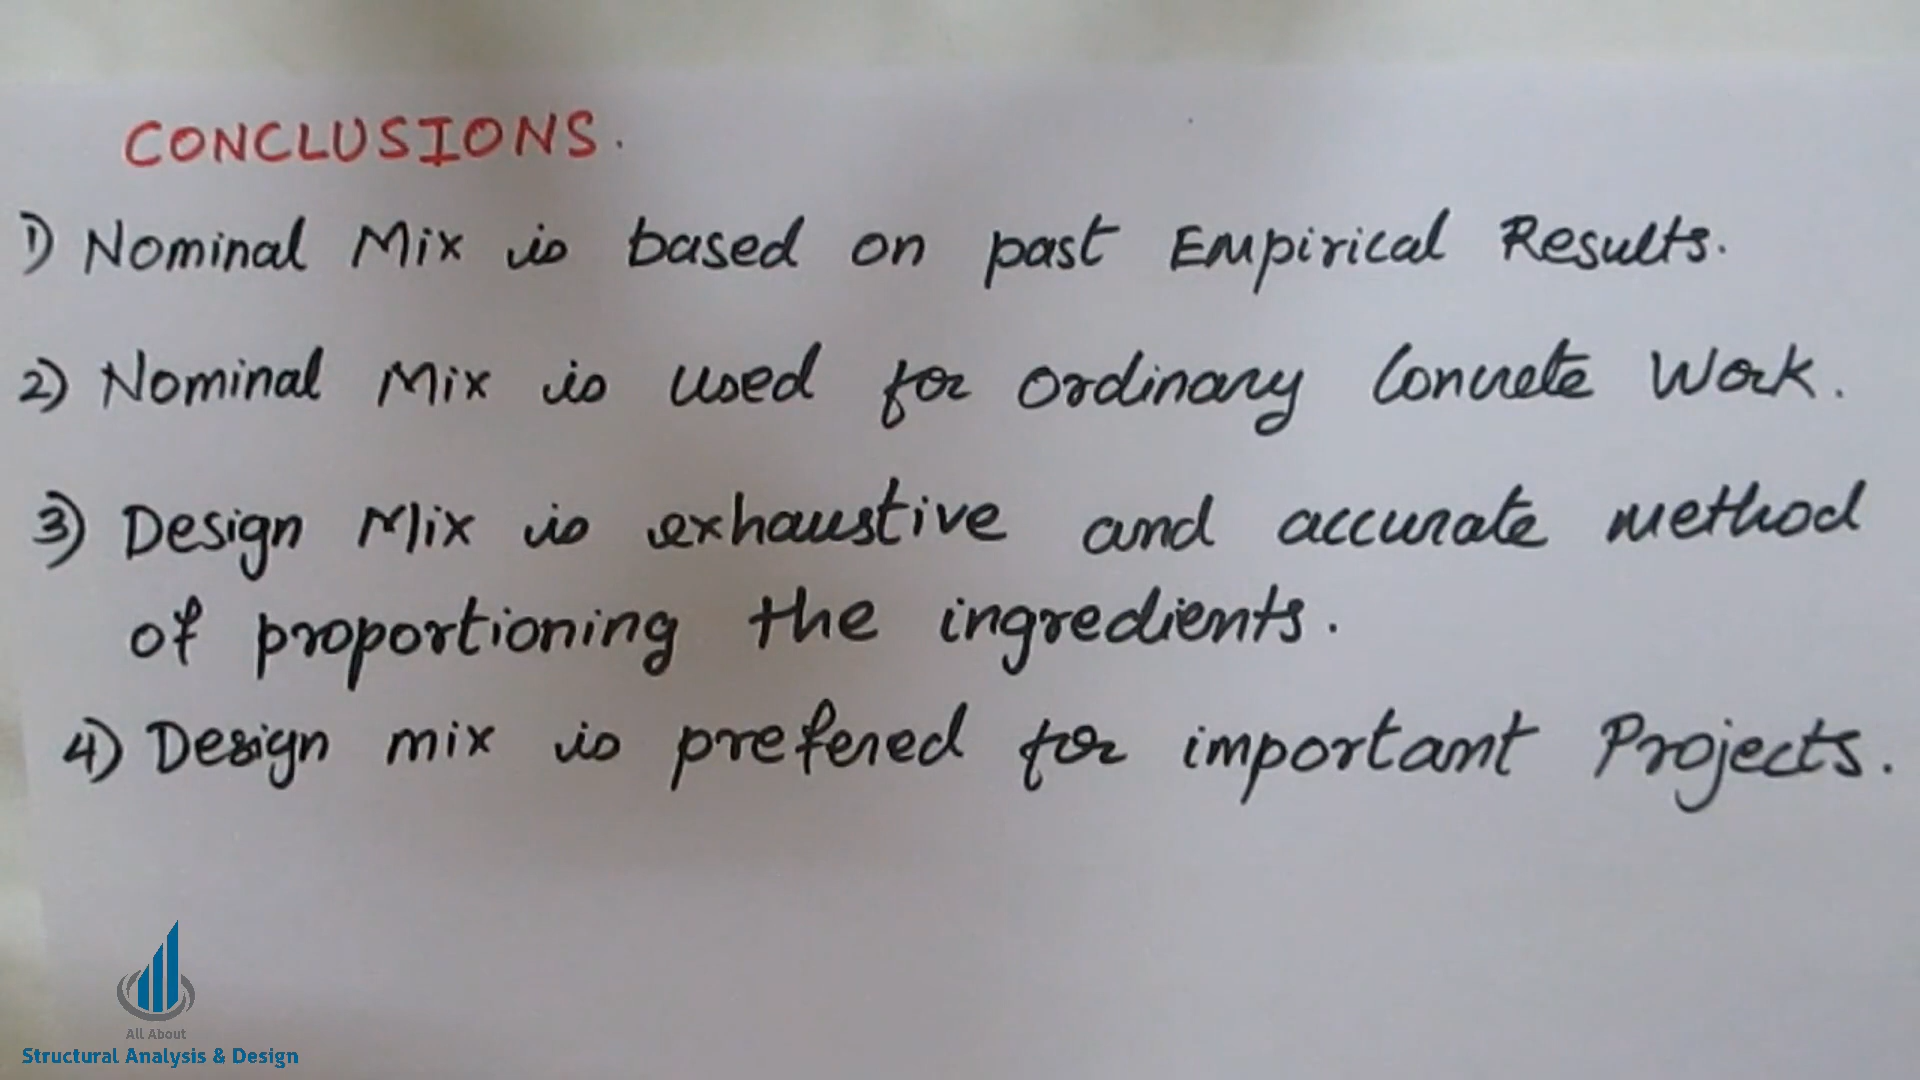 CONCLUSIONS.
1) Nominal Mix is based on past Empirical Results.
2) Nominal Mix is used for ordinary Concrete Work.
3) Design Mix is exhaustive and accurate method
of proportioning the ingredients.
4) Design mix is prefered for important Projects.
All About
Structural Analysis & Design